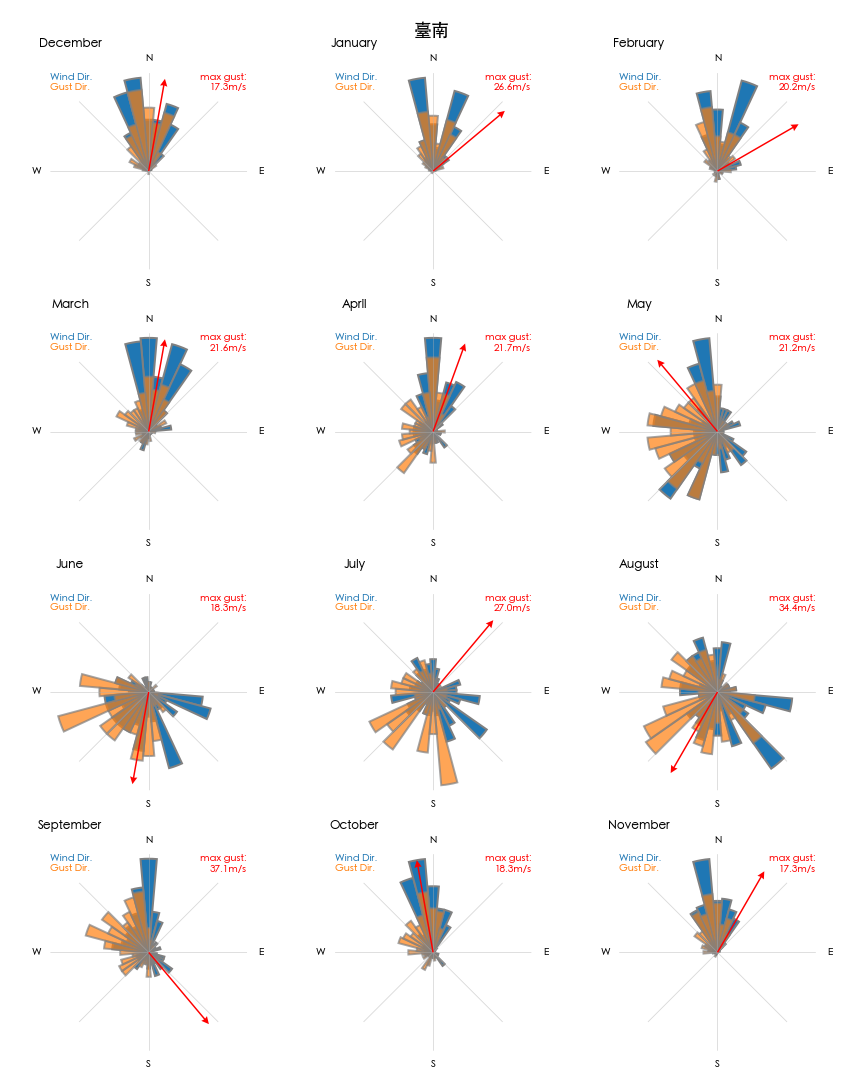 臺南
December
January
February
N
N
N
Wind Dir.
Gust Dir.
max gust:
17.3m/s
Wind Dir.
Gust Dir.
max gust:
26.6m/s
Wind Dir.
Gust Dir.
max gust:
20.2m/s
W
E
W
E
W
E
S
S
S
March
April
May
N
N
N
Wind Dir.
Gust Dir.
max gust:
21.6m/s
Wind Dir.
Gust Dir.
max gust:
21.7m/s
Wind Dir.
Gust Dir.
max gust:
21.2m/s
W
E
W
E
W
E
S
S
S
June
July
August
N
N
N
Wind Dir.
Gust Dir.
max gust:
18.3m/s
Wind Dir.
Gust Dir.
max gust:
27.0m/s
Wind Dir.
Gust Dir.
max gust:
34.4m/s
W
E
W
E
W
E
S
S
S
September
October
November
N
N
N
Wind Dir.
Gust Dir.
max gust:
37.1m/s
Wind Dir.
Gust Dir.
max gust:
18.3m/s
Wind Dir.
Gust Dir.
max gust:
17.3m/s
W
E
W
E
W
E
S
S
S